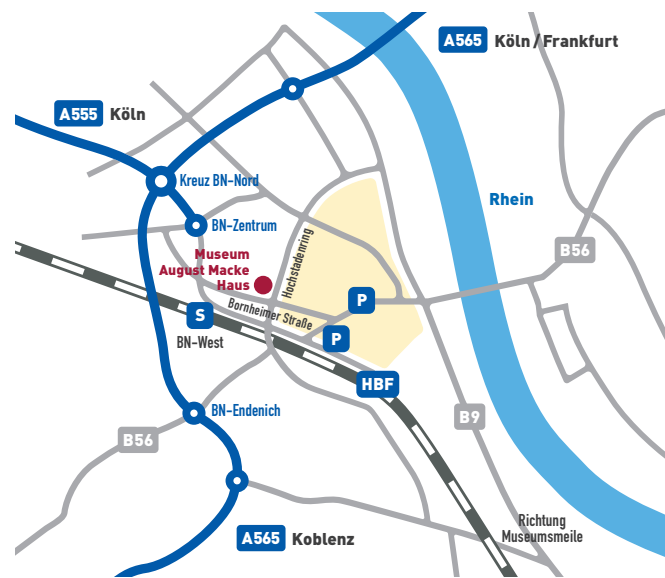 A565 Köln / Frankfurt
A555 Köln
Kreuz BN-Nord
Rhein
BN-Zentrum
B56
Museum
August Macke
Haus
Hochstadenring
P
Bornheimer Straße
S
P
BN-West
HBF
BN-Endenich
B9
B56
Richtung
Museumsmeile
A565 Koblenz